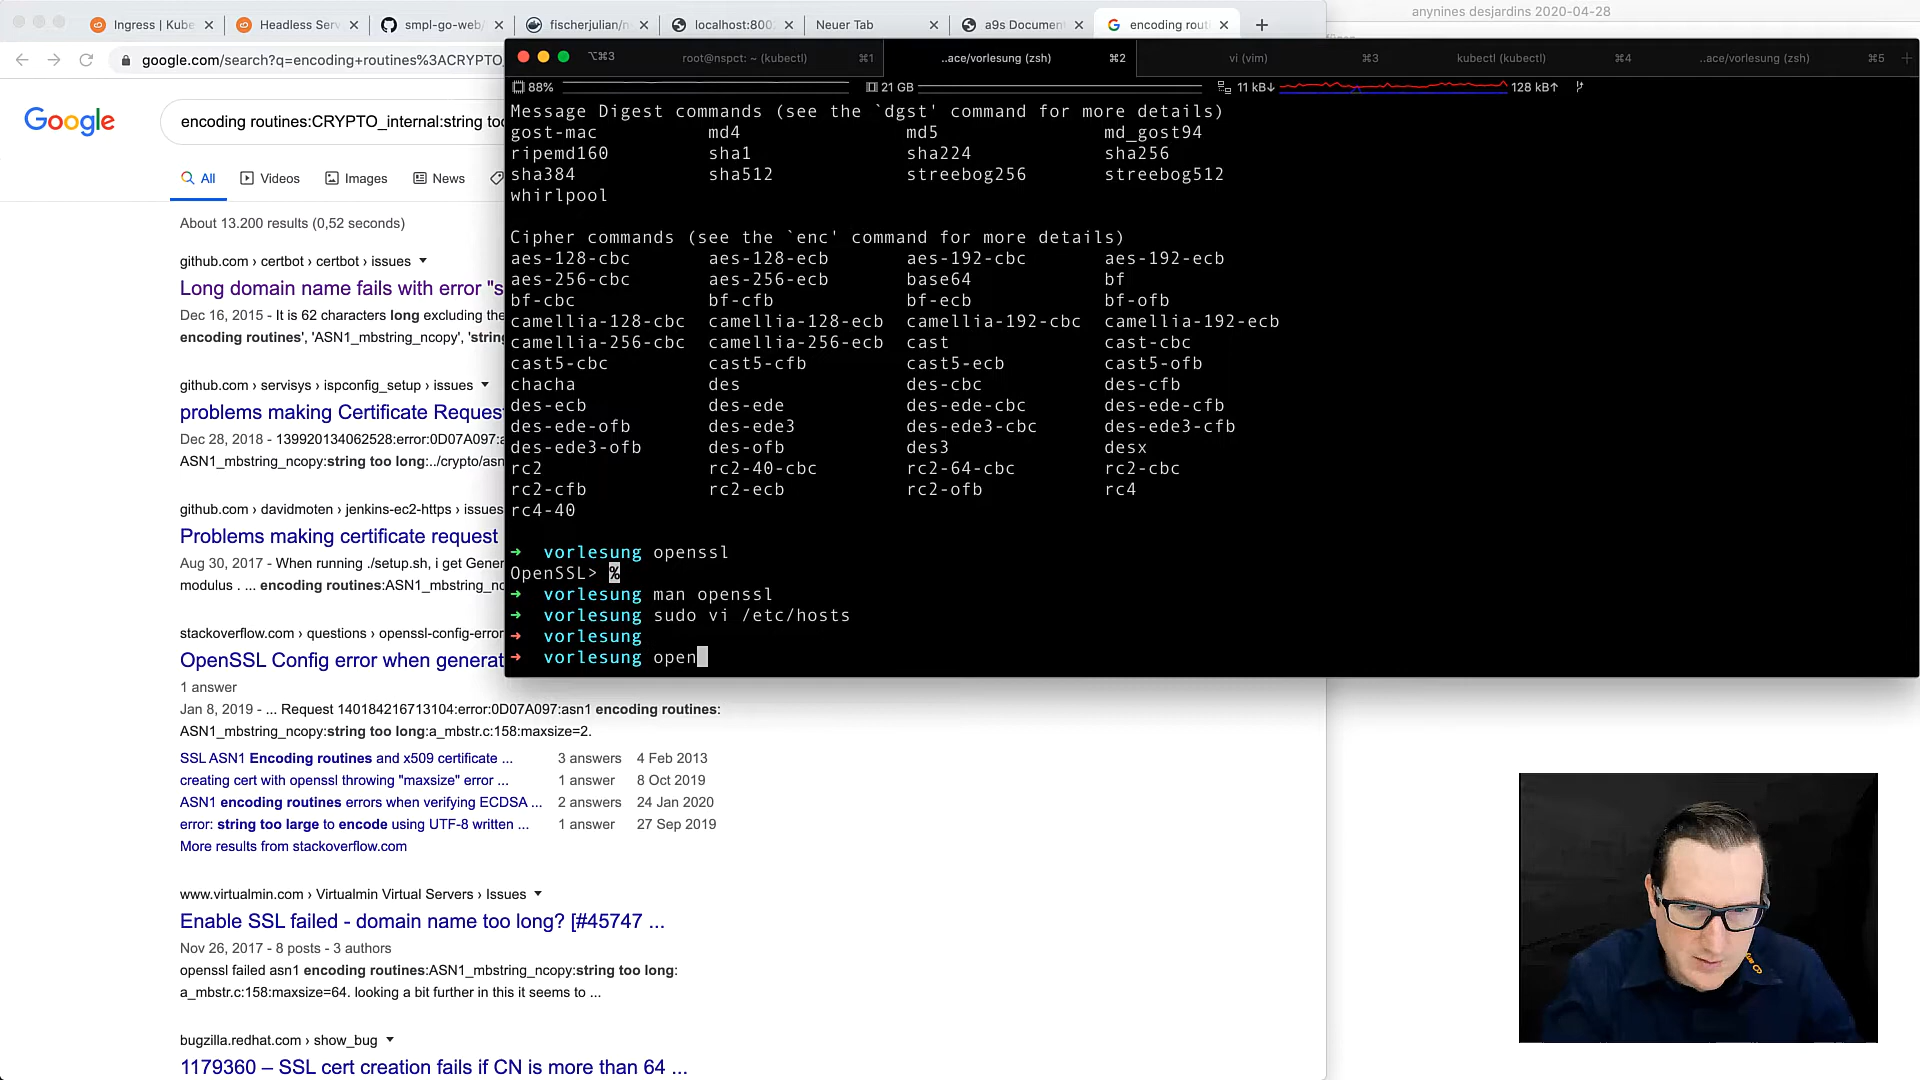 anynines desjardins 2020-04-28
Ingress | Kube
Headless Serv
smpl-go-web/
fischerjulian/n
localhost:800
Neuer Tab
a9s Document
encoding rout
google.com/search?q=encoding+routines%3ACRYPTO_
⌥⌘3
root@nspct: ~ (kubectl) ⌘1
..ace/vorlesung (zsh) ⌘2
vi (vim) ⌘3
kubectl (kubectl) ⌘4
..ace/vorlesung (zsh) ⌘5
88%
21 GB
11 kB↓
128 kB↑
Google
encoding routines:CRYPTO_internal:string too
All
Videos
Images
News
About 13.200 results (0,52 seconds)
github.com › certbot › certbot › issues
Long domain name fails with error "s
Dec 16, 2015 - It is 62 characters long excluding the
encoding routines', 'ASN1_mbstring_ncopy', 'string
github.com › servisys › ispconfig_setup › issues
problems making Certificate Reques
Dec 28, 2018 - 139920134062528:error:0D07A097:a
ASN1_mbstring_ncopy:string too long:../crypto/asn
github.com › davidmoten › jenkins-ec2-https › issues
Problems making certificate request
Aug 30, 2017 - When running ./setup.sh, i get Gener
modulus . ... encoding routines:ASN1_mbstring_nc
stackoverflow.com › questions › openssl-config-error
OpenSSL Config error when generat
1 answer
Jan 8, 2019 - ... Request 140184216713104:error:0D07A097:asn1 encoding routines:
ASN1_mbstring_ncopy:string too long:a_mbstr.c:158:maxsize=2.
SSL ASN1 Encoding routines and x509 certificate ... 3 answers 4 Feb 2013
creating cert with openssl throwing "maxsize" error ... 1 answer 8 Oct 2019
ASN1 encoding routines errors when verifying ECDSA ... 2 answers 24 Jan 2020
error: string too large to encode using UTF-8 written ... 1 answer 27 Sep 2019
More results from stackoverflow.com
www.virtualmin.com › Virtualmin Virtual Servers › Issues
Enable SSL failed - domain name too long? [#45747 ...
Nov 26, 2017 - 8 posts - 3 authors
openssl failed asn1 encoding routines:ASN1_mbstring_ncopy:string too long:
a_mbstr.c:158:maxsize=64. looking a bit further in this it seems to ...
bugzilla.redhat.com › show_bug
1179360 – SSL cert creation fails if CN is more than 64 ...
Message Digest commands (see the `dgst' command for more details)
gost-mac md4 md5 md_gost94
ripemd160 sha1 sha224 sha256
sha384 sha512 streebog256 streebog512
whirlpool
Cipher commands (see the `enc' command for more details)
aes-128-cbc aes-128-ecb aes-192-cbc aes-192-ecb
aes-256-cbc aes-256-ecb base64 bf
bf-cbc bf-cfb bf-ecb bf-ofb
camellia-128-cbc camellia-128-ecb camellia-192-cbc camellia-192-ecb
camellia-256-cbc camellia-256-ecb cast cast-cbc
cast5-cbc cast5-cfb cast5-ecb cast5-ofb
chacha des des-cbc des-cfb
des-ecb des-ede des-ede-cbc des-ede-cfb
des-ede-ofb des-ede3 des-ede3-cbc des-ede3-cfb
des-ede3-ofb des-ofb des3 desx
rc2 rc2-40-cbc rc2-64-cbc rc2-cbc
rc2-cfb rc2-ecb rc2-ofb rc4
rc4-40
➜ vorlesung openssl
OpenSSL> %
➜ vorlesung man openssl
➜ vorlesung sudo vi /etc/hosts
➜ vorlesung
➜ vorlesung open